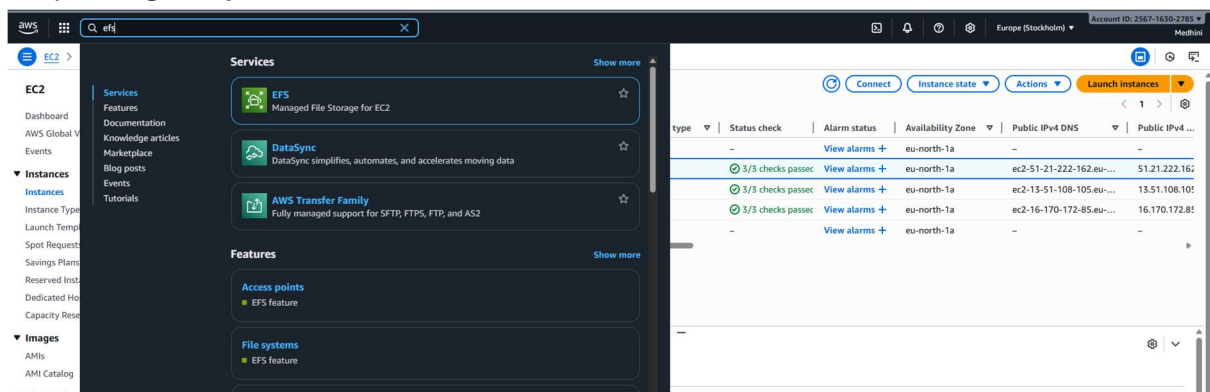 aws
efs
Europe (Stockholm)
Account ID: 2567-1630-2785
Medhini
EC2 >
EC2
Dashboard
AWS Global V
Events
Instances
Instances
Instance Type
Launch Templ
Spot Requests
Savings Plans
Reserved Insta
Dedicated Ho
Capacity Rese
Images
AMIs
AMI Catalog
Services
Features
Documentation
Knowledge articles
Marketplace
Blog posts
Events
Tutorials
Services Show more
EFS
Managed File Storage for EC2
DataSync
DataSync simplifies, automates, and accelerates moving data
AWS Transfer Family
Fully managed support for SFTP, FTPS, FTP, and AS2
Features Show more
Access points
EFS feature
File systems
EFS feature
Connect Instance state Actions Launch instances
1
type Status check Alarm status Availability Zone Public IPv4 DNS Public IPv4 ...
– View alarms + eu-north-1a – –
3/3 checks passec View alarms + eu-north-1a ec2-51-21-222-162.eu-... 51.21.222.162
3/3 checks passec View alarms + eu-north-1a ec2-13-51-108-105.eu-... 13.51.108.105
3/3 checks passec View alarms + eu-north-1a ec2-16-170-172-85.eu-... 16.170.172.85
– View alarms + eu-north-1a – –